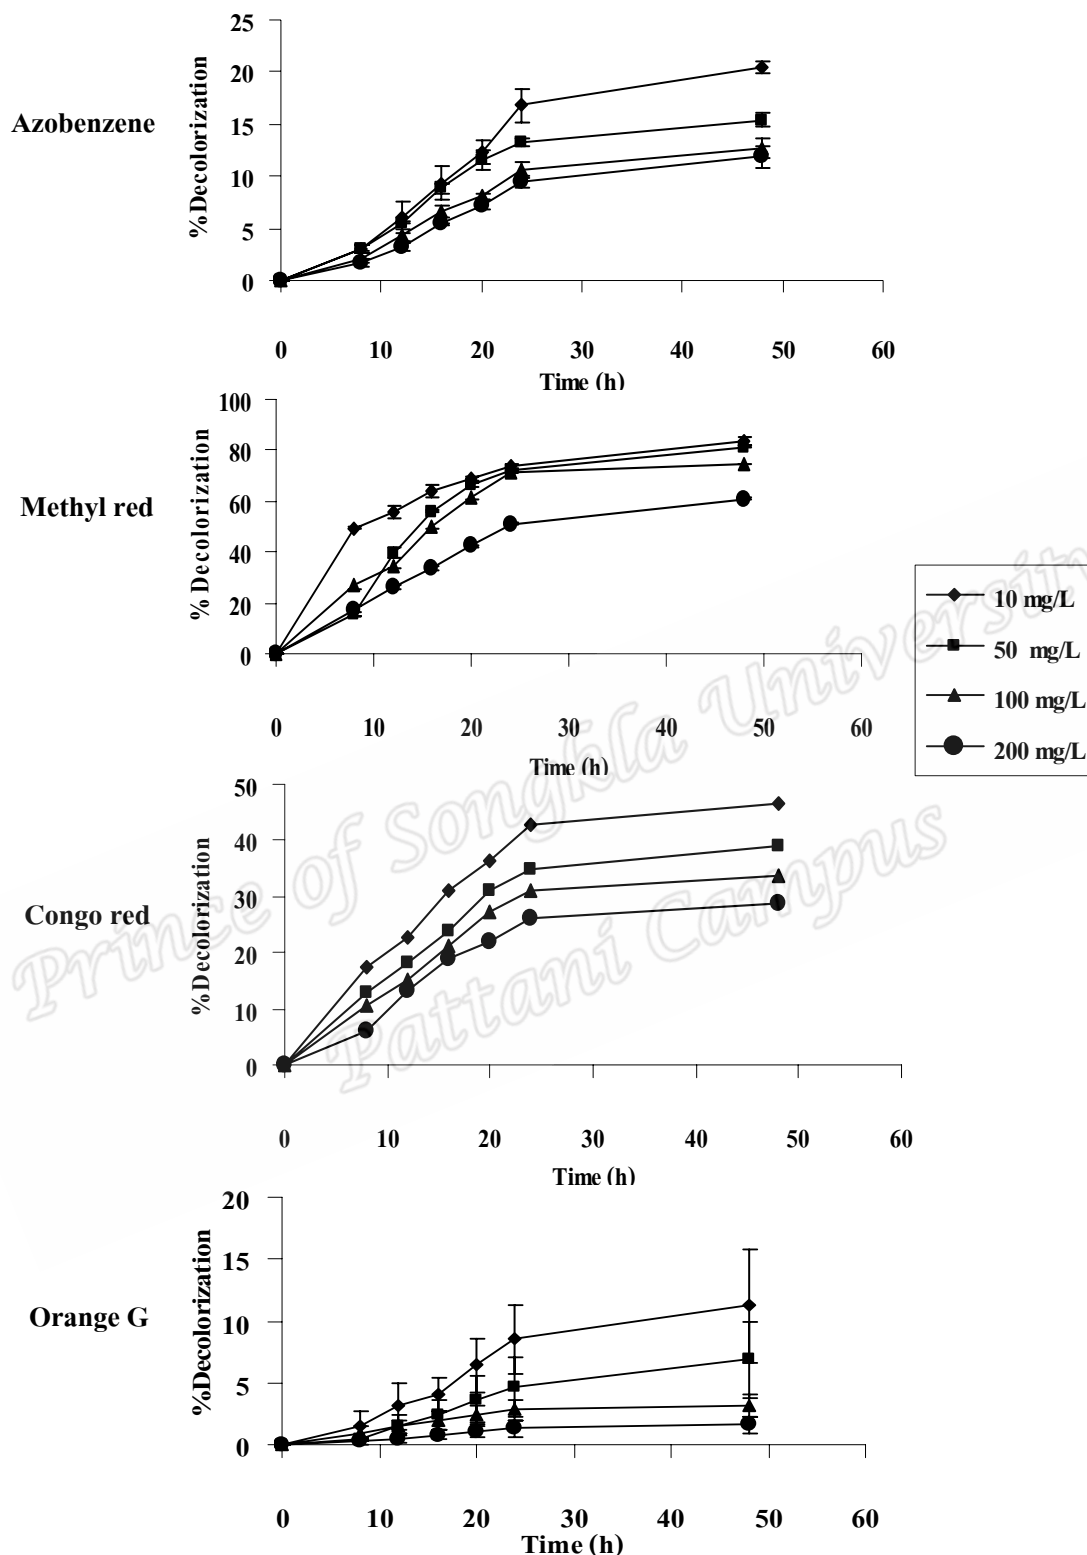 Azobenzene
%Decolorization
25
20
15
10
5
0
0 10 20 30 40 50 60
Time (h)
Methyl red
%Decolorization
100
80
60
40
20
0
0 10 20 30 40 50 60
Time (h)
10 mg/L
50 mg/L
100 mg/L
200 mg/L
Congo red
%Decolorization
50
40
30
20
10
0
0 10 20 30 40 50 60
Time (h)
Orange G
%Decolorization
20
15
10
5
0
0 10 20 30 40 50 60
Time (h)
Prince of Songkla University
Pattani Campus